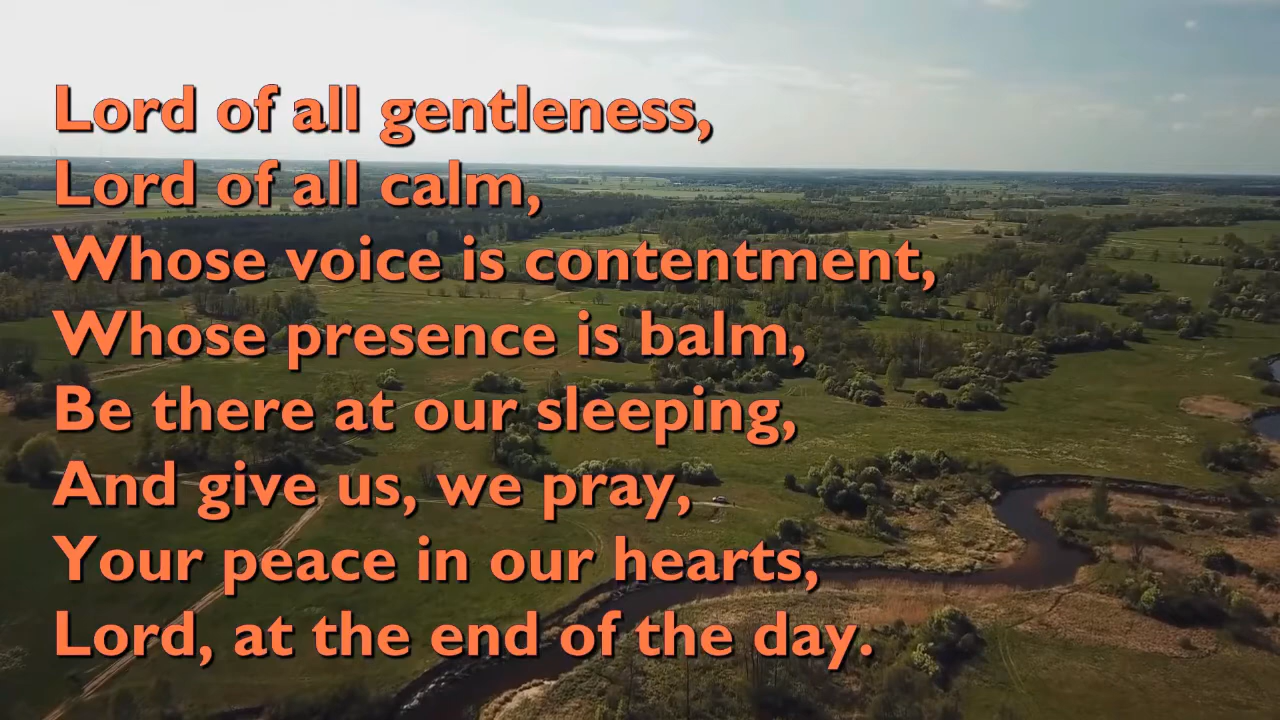 Lord of all gentleness,
Lord of all calm,
Whose voice is contentment,
Whose presence is balm,
Be there at our sleeping,
And give us, we pray,
Your peace in our hearts,
Lord, at the end of the day.